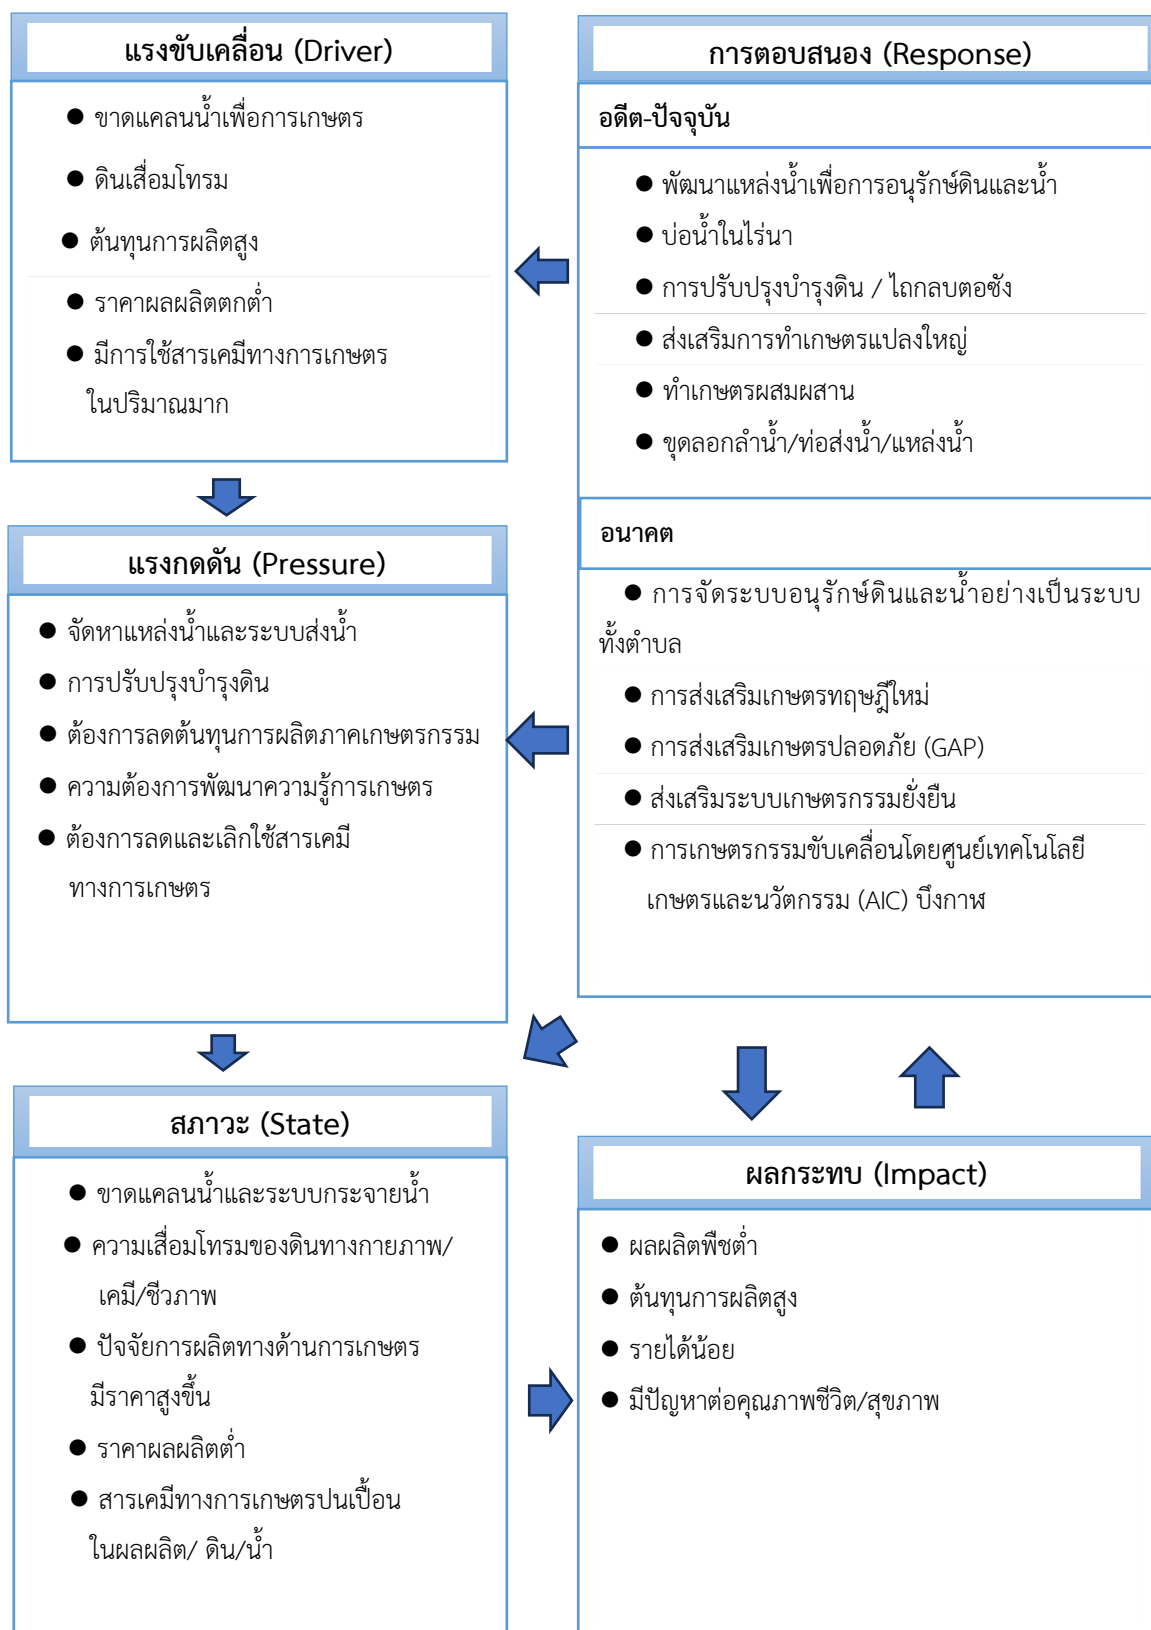 แรงขับเคลื่อน (Driver)
● ขาดแคลนน้ำเพื่อการเกษตร
● ดินเสื่อมโทรม
● ต้นทุนการผลิตสูง
● ราคาผลผลิตตกต่ำ
● มีการใช้สารเคมีทางการเกษตร
ในปริมาณมาก
แรงกดดัน (Pressure)
● จัดหาแหล่งน้ำและระบบส่งน้ำ
● การปรับปรุงบำรุงดิน
● ต้องการลดต้นทุนการผลิตภาคเกษตรกรรม
● ความต้องการพัฒนาความรู้การเกษตร
● ต้องการลดและเลิกใช้สารเคมี
ทางการเกษตร
สภาวะ (State)
● ขาดแคลนน้ำและระบบกระจายน้ำ
● ความเสื่อมโทรมของดินทางกายภาพ/
เคมี/ชีวภาพ
● ปัจจัยการผลิตทางด้านการเกษตร
มีราคาสูงขึ้น
● ราคาผลผลิตต่ำ
● สารเคมีทางการเกษตรปนเปื้อน
ในผลผลิต/ ดิน/น้ำ
การตอบสนอง (Response)
อดีต-ปัจจุบัน
● พัฒนาแหล่งน้ำเพื่อการอนุรักษ์ดินและน้ำ
● บ่อน้ำในไร่นา
● การปรับปรุงบำรุงดิน / ไถกลบตอซัง
● ส่งเสริมการทำเกษตรแปลงใหญ่
● ทำเกษตรผสมผสาน
● ขุดลอกลำน้ำ/ท่อส่งน้ำ/แหล่งน้ำ
อนาคต
● การจัดระบบอนุรักษ์ดินและน้ำอย่างเป็นระบบ
ทั้งตำบล
● การส่งเสริมเกษตรทฤษฎีใหม่
● การส่งเสริมเกษตรปลอดภัย (GAP)
● ส่งเสริมระบบเกษตรกรรมยั่งยืน
● การเกษตรกรรมขับเคลื่อนโดยศูนย์เทคโนโลยี
เกษตรและนวัตกรรม (AIC) บึงกาฬ
ผลกระทบ (Impact)
● ผลผลิตพืชต่ำ
● ต้นทุนการผลิตสูง
● รายได้น้อย
● มีปัญหาต่อคุณภาพชีวิต/สุขภาพ